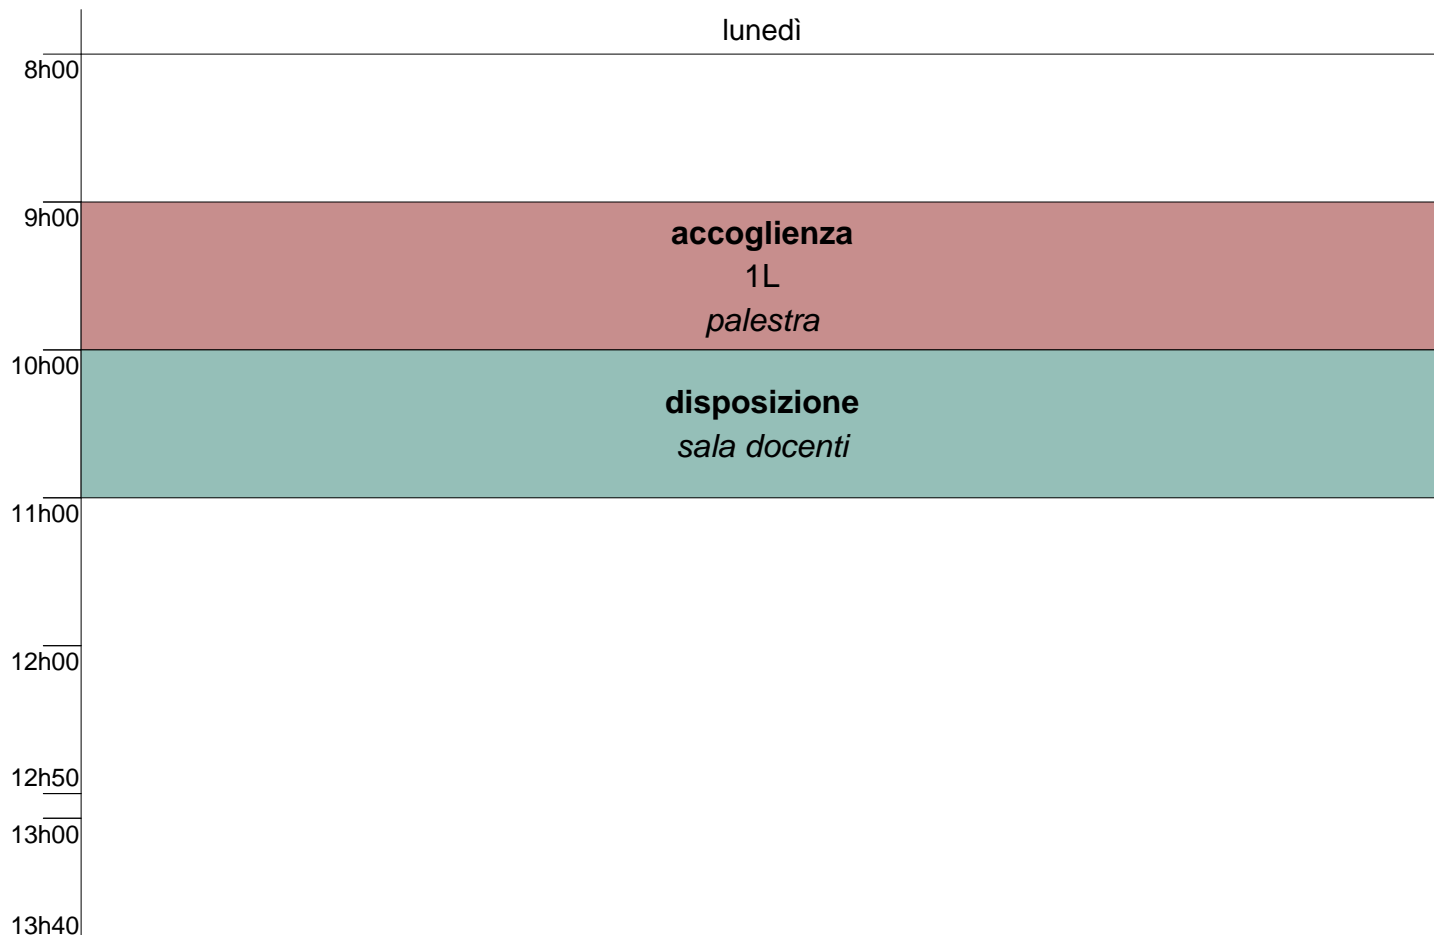 lunedì
8h00
9h00
accoglienza
1L
palestra
10h00
disposizione
sala docenti
11h00
12h00
12h50
13h00
13h40